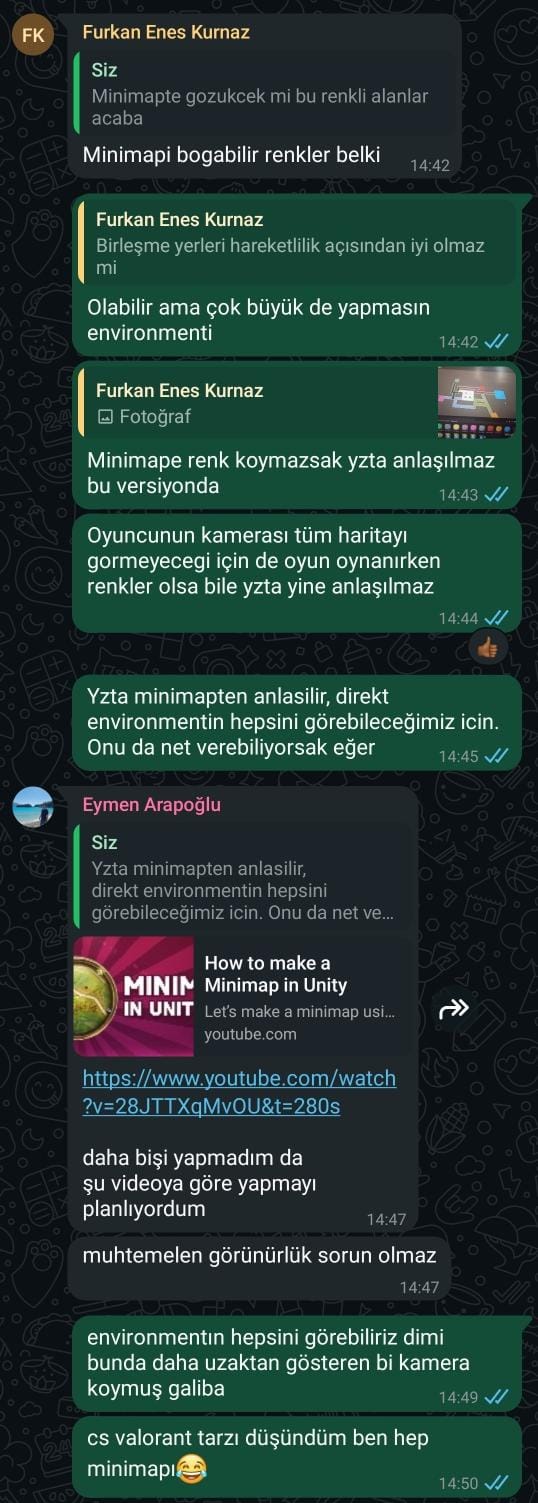 FK
Furkan Enes Kurnaz
Siz
Minimapte gozukcek mi bu renkli alanlar
acaba
Minimapi bogabilir renkler belki
14:42
Furkan Enes Kurnaz
Birleşme yerleri hareketlilik açısından iyi olmaz
mi
Olabilir ama çok büyük de yapmasın
environmenti
14:42
Furkan Enes Kurnaz
Fotoğraf
Minimape renk koymazsak yzta anlaşılmaz
bu versiyonda
14:43
Oyuncunun kamerası tüm haritayı
gormeyecegi için de oyun oynanırken
renkler olsa bile yzta yine anlaşılmaz
14:44
Yzta minimapten anlasilir, direkt
environmentin hepsini görebileceğimiz icin.
Onu da net verebiliyorsak eğer
14:45
Eymen Arapoğlu
Siz
Yzta minimapten anlasilir,
direkt environmentin hepsini
görebileceğimiz icin. Onu da net ve...
MINIM
IN UNIT
How to make a
Minimap in Unity
Let's make a minimap usi...
youtube.com
https://www.youtube.com/watch
?v=28JTTXqMvOU&t=280s
daha bişi yapmadım da
şu videoya göre yapmayı
planlıyordum
14:47
muhtemelen görünürlük sorun olmaz
14:47
environmentın hepsini görebiliriz dimi
bunda daha uzaktan gösteren bi kamera
koymuş galiba
14:49
cs valorant tarzı düşündüm ben hep
minimapı😂
14:50